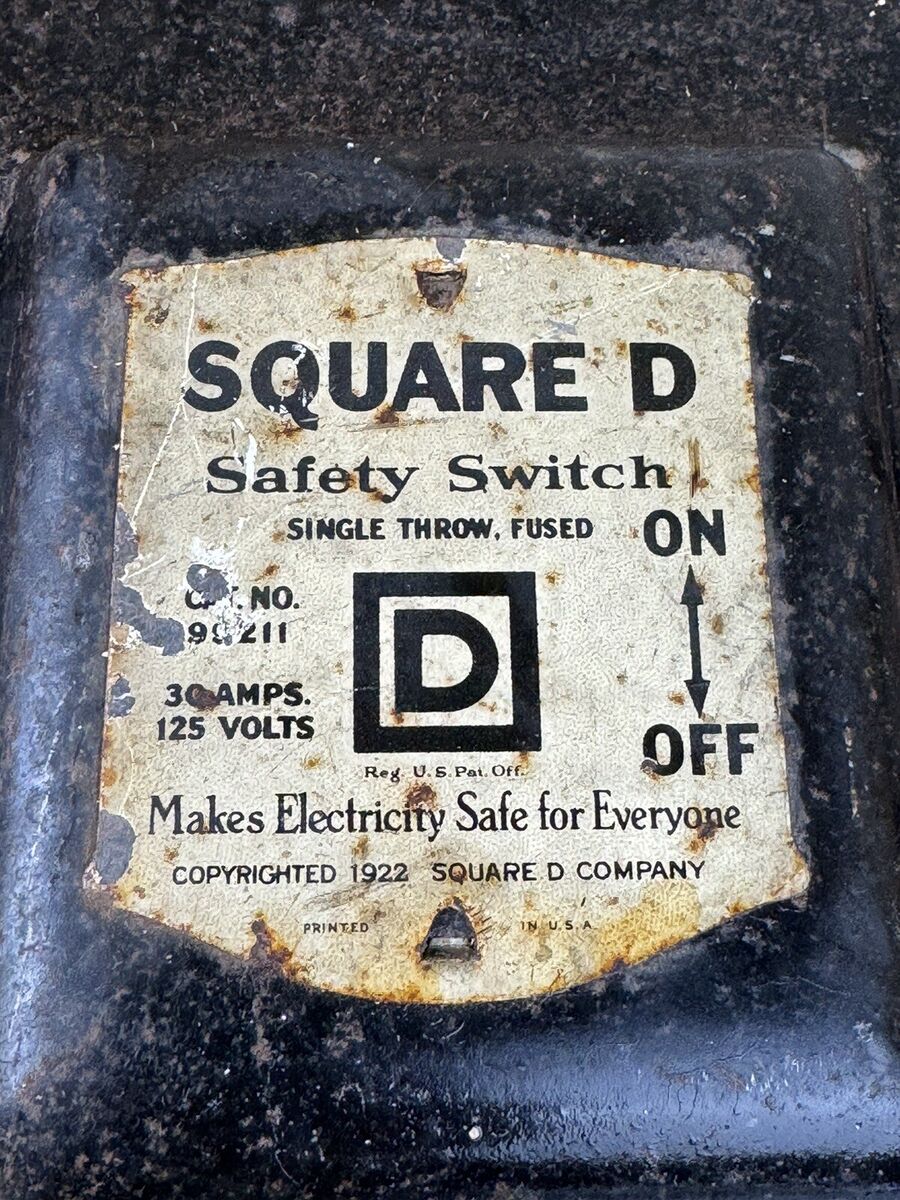 SQUARE D
Safety Switch
SINGLE THROW, FUSED
ON
CAT. NO.
D
30 AMPS.
125 VOLTS
OFF
Reg. U.S. Pat. Off.
Makes Electricity Safe for Everyone
COPYRIGHTED 1922 SQUARE D COMPANY
PRINTED IN U.S.A